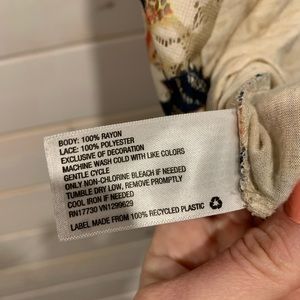 BODY: 100% RAYON
LACE: 100% POLYESTER
EXCLUSIVE OF DECORATION
MACHINE WASH COLD WITH LIKE COLORS
GENTLE CYCLE
ONLY NON-CHLORINE BLEACH IF NEEDED
TUMBLE DRY LOW, REMOVE PROMPTLY
COOL IRON IF NEEDED
RN17730 VN1299629
LABEL MADE FROM 100% RECYCLED PLASTIC